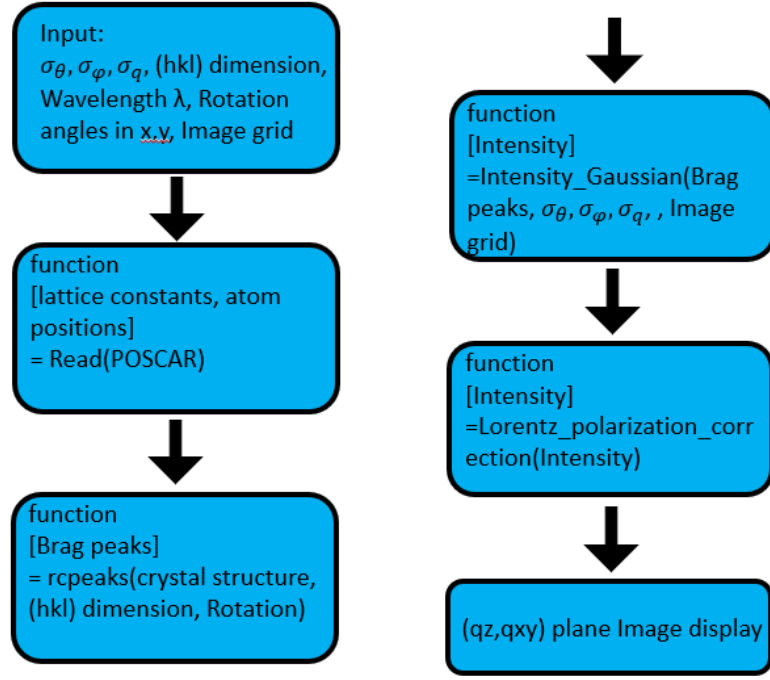 Input:
σθ, σφ, σq, (hkl) dimension,
Wavelength λ, Rotation
angles in x,y, Image grid
function
[lattice constants, atom
positions]
= Read(POSCAR)
function
[Brag peaks]
= rcpeaks(crystal structure,
(hkl) dimension, Rotation)
function
[Intensity]
=Intensity_Gaussian(Brag
peaks, σθ, σφ, σq, , Image
grid)
function
[Intensity]
=Lorentz_polarization_corr
ection(Intensity)
(qz,qxy) plane Image display